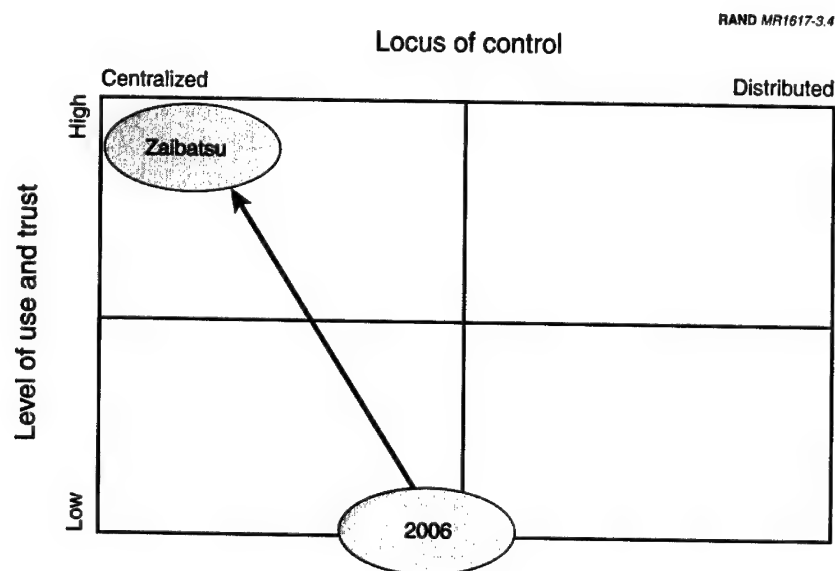 RAND MR1617-3.4
Locus of control
Centralized
Distributed
High
Zaibatsu
Level of use and trust
Low
2006